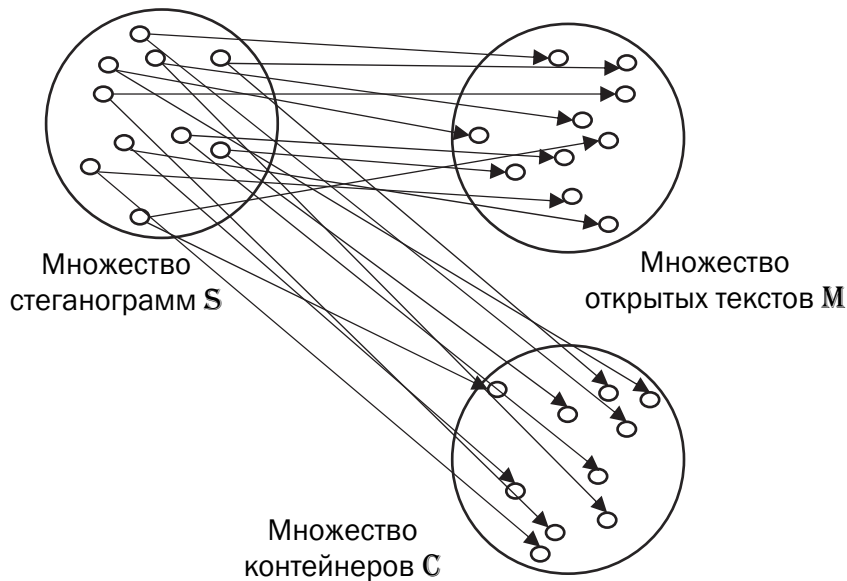 Множество
стеганограмм S
Множество
открытых текстов M
Множество
контейнеров C